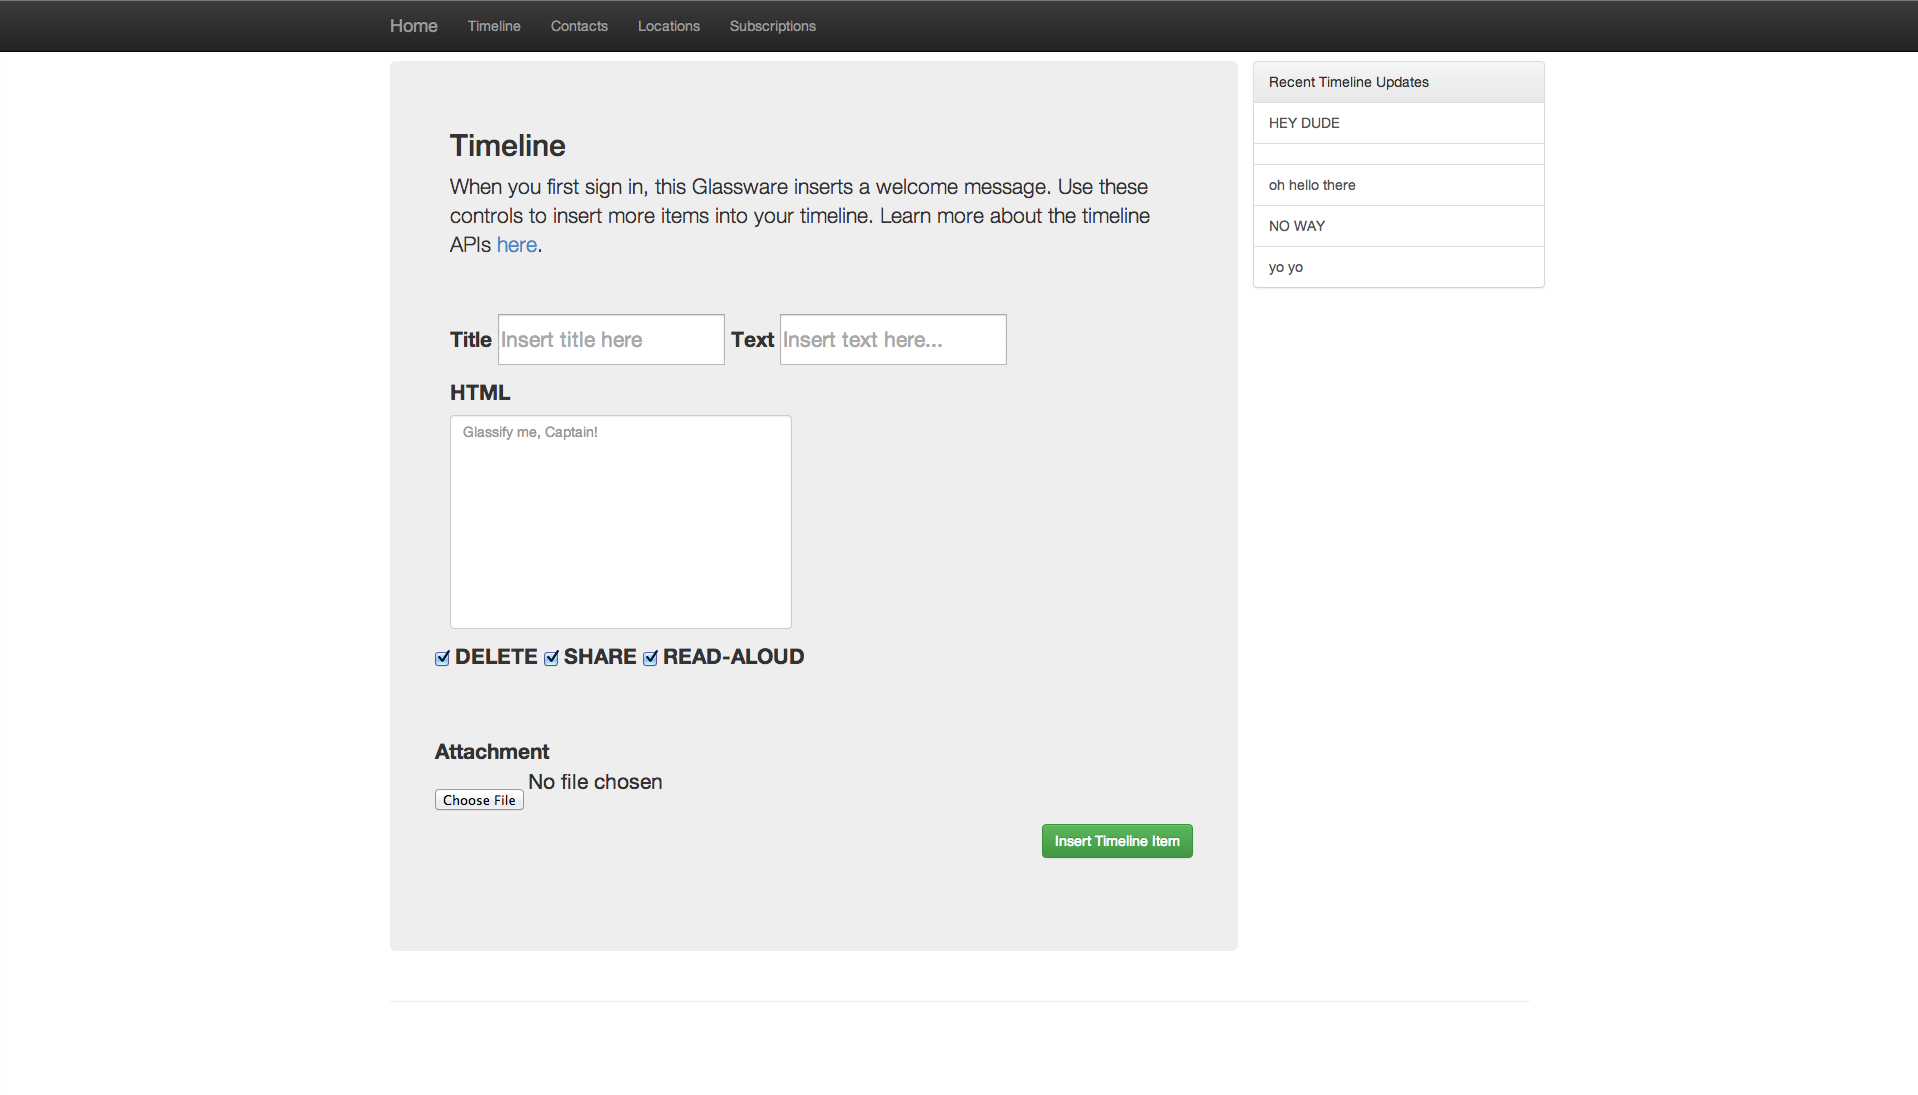 Home Timeline Contacts Locations Subscriptions
Timeline
When you first sign in, this Glassware inserts a welcome message. Use these
controls to insert more items into your timeline. Learn more about the timeline
APIs here.
Title Insert title here Text Insert text here...
HTML
Glassify me, Captain!
DELETE SHARE READ-ALOUD
Attachment
Choose File No file chosen
Insert Timeline Item
Recent Timeline Updates
HEY DUDE
oh hello there
NO WAY
yo yo